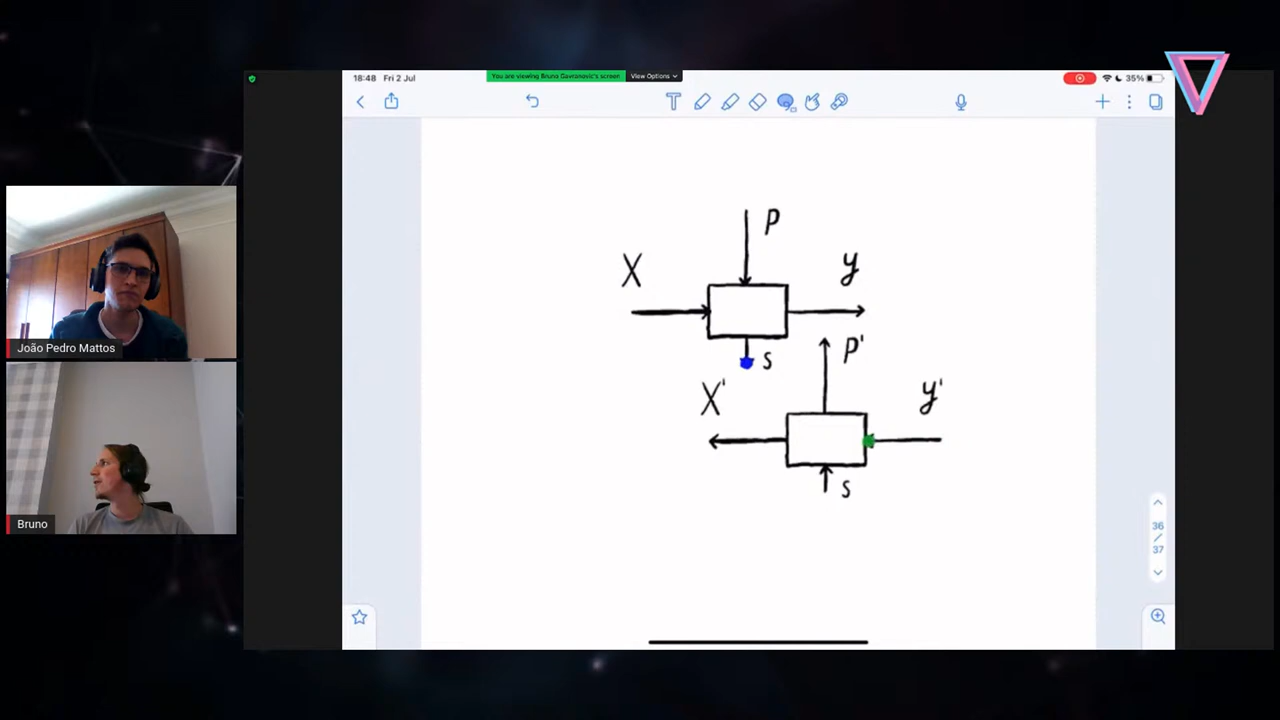 18:48 Fri 2 Jul
You are viewing Bruno Gavranovic's screen View Options
35%
P
X
y
s
P'
X'
y'
s
João Pedro Mattos
Bruno
36
/
37